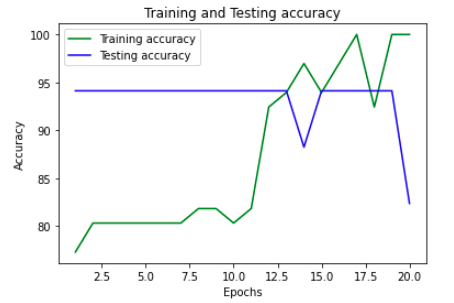 Training and Testing accuracy
Training accuracy
Testing accuracy
100
95
90
85
80
Accuracy
2.5 5.0 7.5 10.0 12.5 15.0 17.5 20.0
Epochs